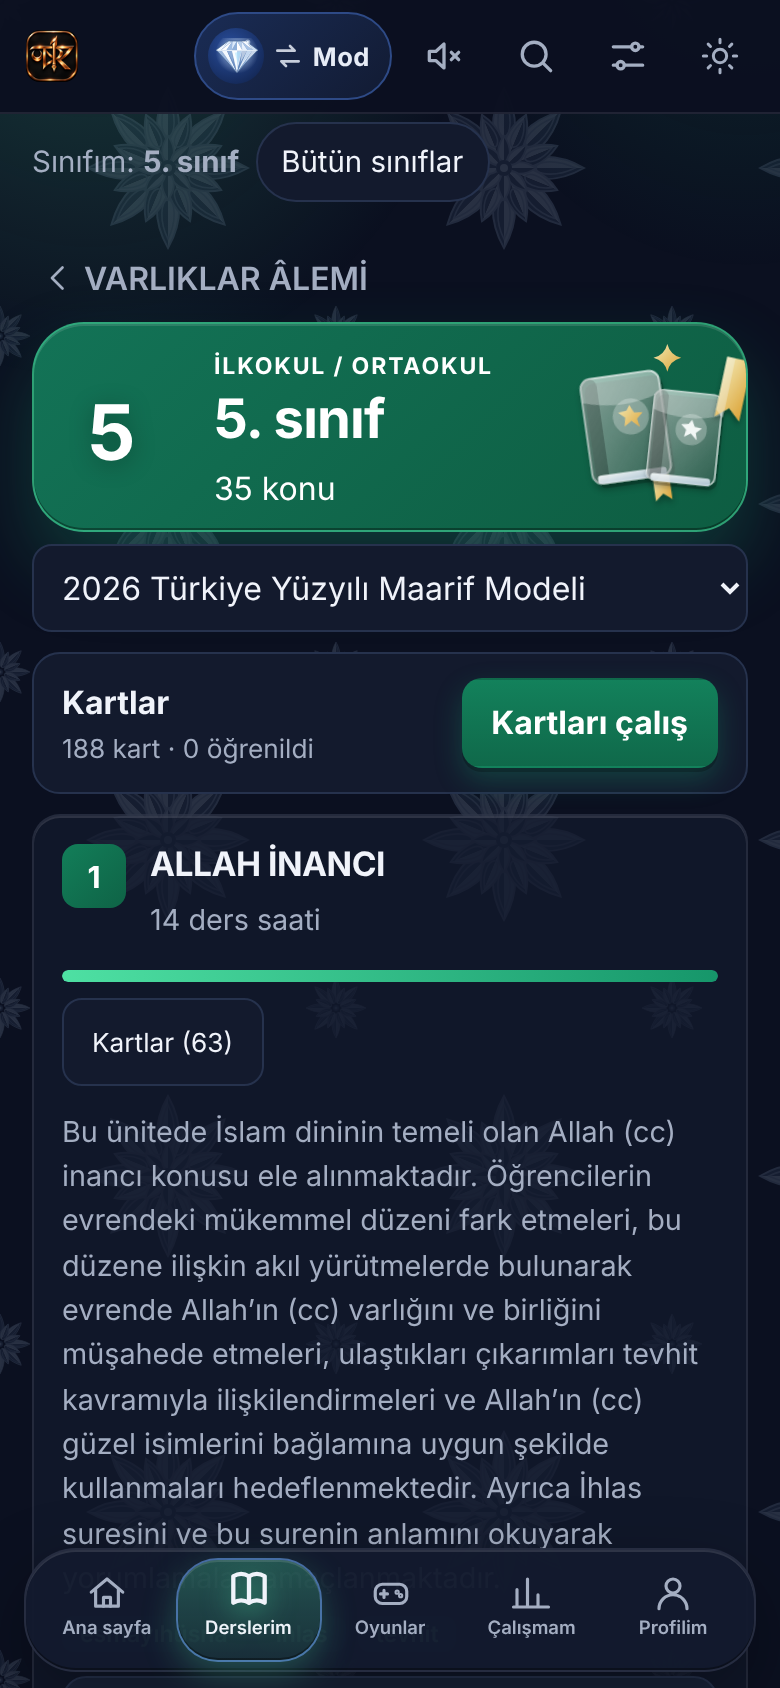 Mod
Sınıfım: 5. sınıf
Bütün sınıflar
VARLIKLAR ÂLEMİ
5
İLKOKUL / ORTAOKUL
5. sınıf
35 konu
2026 Türkiye Yüzyılı Maarif Modeli
Kartlar
188 kart · 0 öğrenildi
Kartları çalış
1
ALLAH İNANCI
14 ders saati
Kartlar (63)
Bu ünitede İslam dininin temeli olan Allah (cc)
inancı konusu ele alınmaktadır. Öğrencilerin
evrendeki mükemmel düzeni fark etmeleri, bu
düzene ilişkin akıl yürütmelerde bulunarak
evrende Allah’ın (cc) varlığını ve birliğini
müşahede etmeleri, ulaştıkları çıkarımları tevhit
kavramıyla ilişkilendirmeleri ve Allah’ın (cc)
güzel isimlerini bağlamına uygun şekilde
kullanmaları hedeflenmektedir. Ayrıca İhlas
suresini ve bu surenin anlamını okuyarak
Ana sayfa
Derslerim
Oyunlar
Çalışmam
Profilim